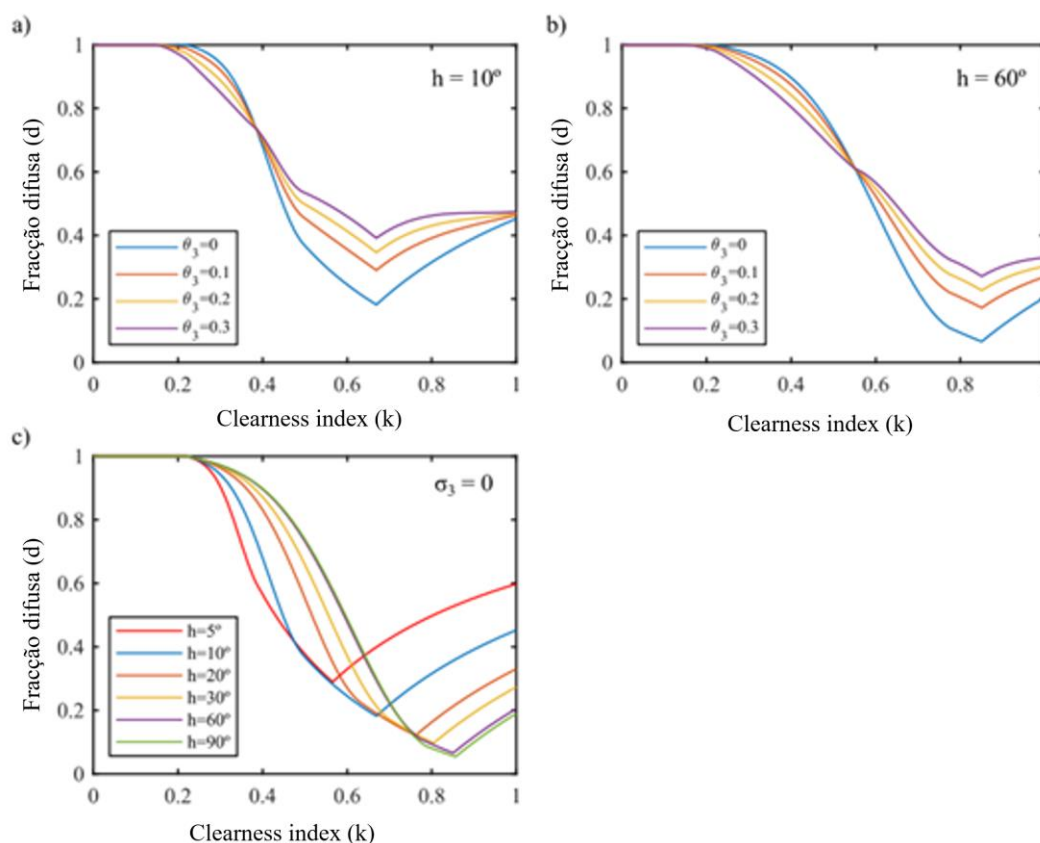 a)
h = 10º
Fracção difusa (d)
1
0.8
0.6
0.4
0.2
0
θ3=0
θ3=0.1
θ3=0.2
θ3=0.3
0 0.2 0.4 0.6 0.8 1
Clearness index (k)
b)
h = 60º
Fracção difusa (d)
1
0.8
0.6
0.4
0.2
0
θ3=0
θ3=0.1
θ3=0.2
θ3=0.3
0 0.2 0.4 0.6 0.8
Clearness index (k)
c)
σ3 = 0
Fracção difusa (d)
1
0.8
0.6
0.4
0.2
0
h=5º
h=10º
h=20º
h=30º
h=60º
h=90º
0 0.2 0.4 0.6 0.8 1
Clearness index (k)